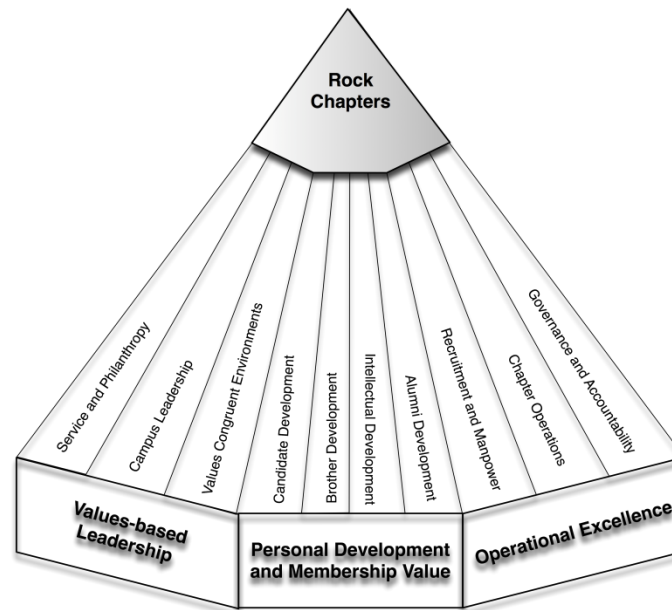 Rock
Chapters
Service and Philanthropy
Campus Leadership
Values Congruent Environments
Candidate Development
Brother Development
Intellectual Development
Alumni Development
Recruitment and Manpower
Chapter Operations
Governance and Accountability
Values-based
Leadership
Personal Development
and Membership Value
Operational Excellence